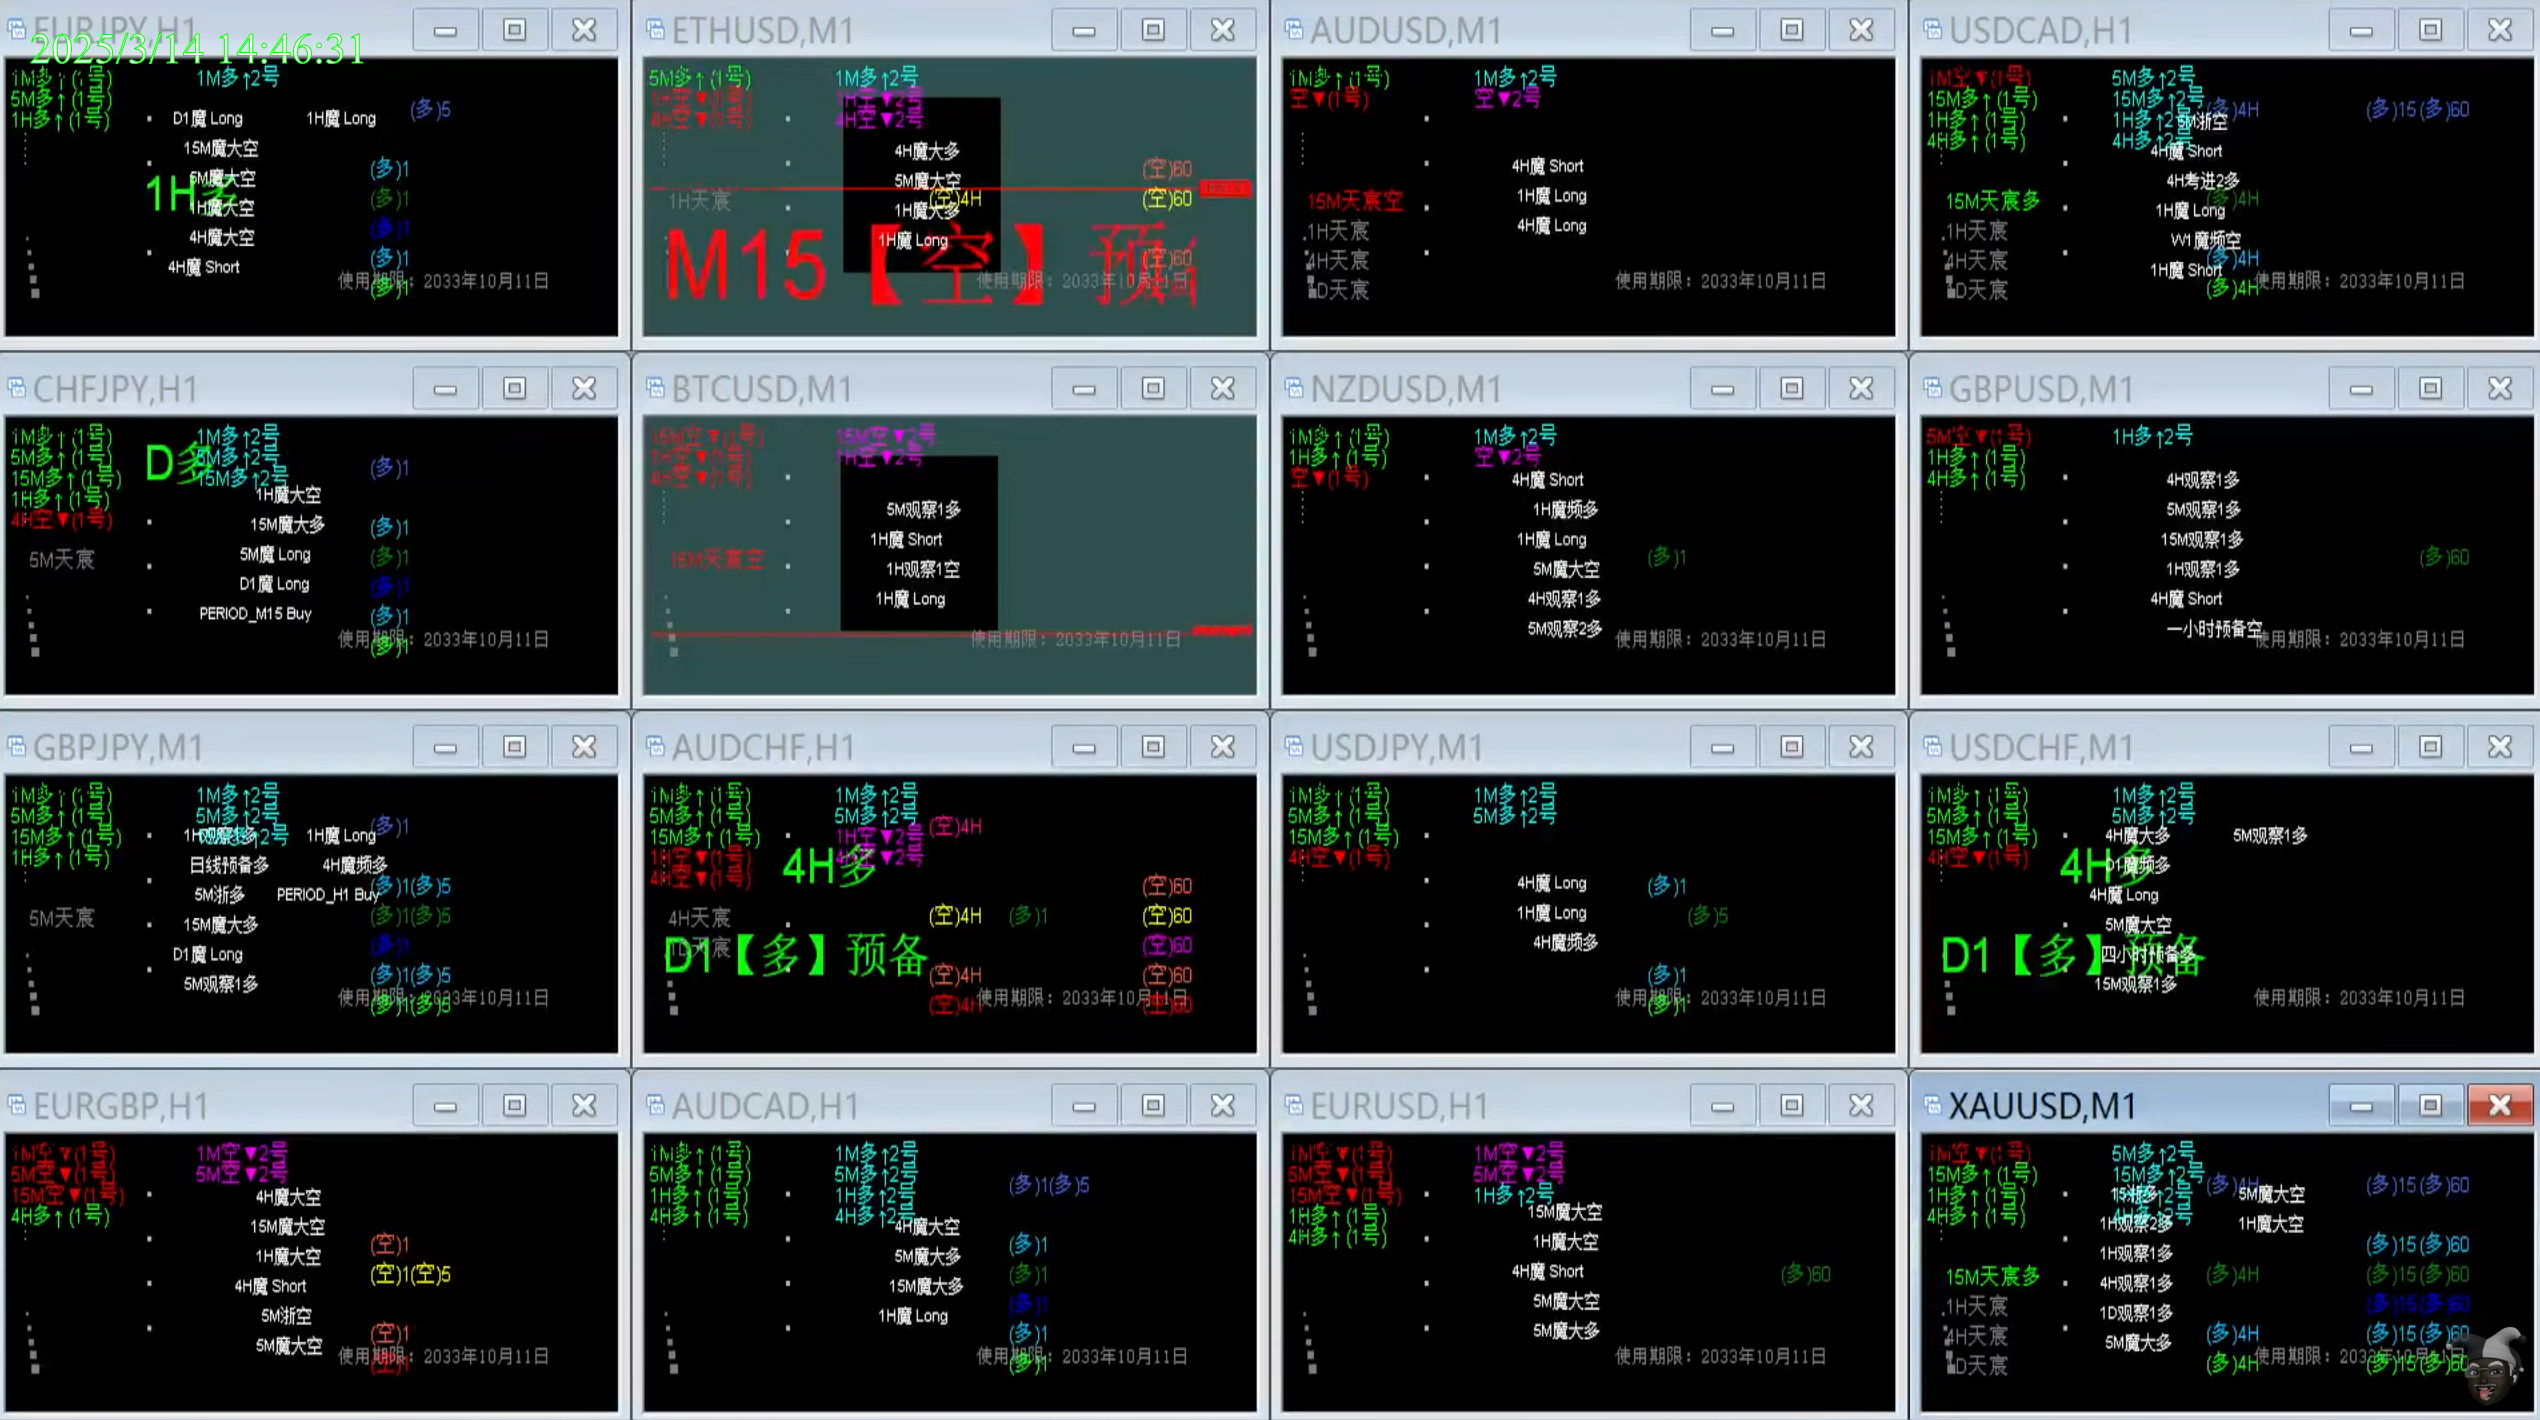 EURJPY,H1
2025/3/14 14:46:31
1M多↑(1号) 1M多↑2号
5M多↑(1号)
1H多↑(1号)
D1魔 Long 1H魔 Long (多)5
15M魔大空
5M魔大空 (多)1
1H多
1H魔大空 (多)1
(多)1
4H魔大空
4H魔 Short (多)1
(多)1
使用期限：2033年10月11日
ETHUSD,M1
5M多↑(1号) 1M多↑2号
1H空▼(1号) 1H空▼2号
4H空▼(1号) 4H空▼2号
4H魔大多
(空)60
5M魔大空
1H天宸 (空)4H (空)60
1H魔大多
1H魔 Long
M15【空】预
(空)60
使用期限：2033年10月11日
AUDUSD,M1
1M多↑(1号) 1M多↑2号
空▼(1号) 空▼2号
4H魔 Short
1H魔 Long
15M天宸空
4H魔 Long
1H天宸
4H天宸
D天宸
使用期限：2033年10月11日
USDCAD,H1
1M空▼(1号) 5M多↑2号
15M多↑(1号) 15M多↑2号
1H多↑(1号) 1H多↑2号 (多)4H (多)15(多)60
4H多↑(1号) 4H多↑2号
5M浙空
4H魔 Short
4H考进2多
15M天宸多 (多)4H
1H魔 Long
1H天宸 W1魔频空
4H天宸 (多)4H
1H魔 Short
D天宸 (多)4H
使用期限：2033年10月11日
CHFJPY,H1
1M多↑(1号) 1M多↑2号
5M多↑(1号) 5M多↑2号
15M多↑(1号) 15M多↑2号
1H多↑(1号)
4H空▼(1号)
D多
(多)1
1H魔大空
15M魔大多 (多)1
5M天宸 5M魔 Long (多)1
D1魔 Long (多)1
PERIOD_M15 Buy (多)1
(多)1
使用期限：2033年10月11日
BTCUSD,M1
15M空▼(1号) 15M空▼2号
1H空▼(1号) 1H空▼2号
4H空▼(1号)
5M观察1多
1H魔 Short
15M天宸空
1H观察1空
1H魔 Long
使用期限：2033年10月11日
NZDUSD,M1
1M多↑(1号) 1M多↑2号
1H多↑(1号) 空▼2号
空▼(1号)
4H魔 Short
1H魔频多
1H魔 Long
(多)1
5M魔大空
4H观察1多
5M观察2多
使用期限：2033年10月11日
GBPUSD,M1
5M空▼(1号) 1H多↑2号
1H多↑(1号)
4H多↑(1号)
4H观察1多
5M观察1多
15M观察1多
(多)60
1H观察1多
4H魔 Short
一小时预备空
使用期限：2033年10月11日
GBPJPY,M1
1M多↑(1号) 1M多↑2号
5M多↑(1号) 5M多↑2号
15M多↑(1号) 15M多↑2号
1H多↑(1号)
1H观察1多 1H魔 Long (多)1
日线预备多 4H魔频多
5M浙多 PERIOD_H1 Buy (多)1(多)5
5M天宸 15M魔大多 (多)1(多)5
D1魔 Long (多)1
5M观察1多 (多)1(多)5
(多)1(多)5
使用期限：2033年10月11日
AUDCHF,H1
1M多↑(1号) 1M多↑2号
5M多↑(1号) 5M多↑2号
15M多↑(1号) 1H空▼2号 (空)4H
1H空▼(1号) 4H空▼2号
4H空▼(1号)
4H多
(空)60
4H天宸 (空)4H (多)1 (空)60
1D天宸 (空)60
D1【多】预备
(空)4H (空)60
(空)4H (空)60
使用期限：2033年10月11日
USDJPY,M1
1M多↑(1号) 1M多↑2号
5M多↑(1号) 5M多↑2号
15M多↑(1号)
4H空▼(1号)
4H魔 Long (多)1
1H魔 Long (多)5
4H魔频多
(多)1
(多)1
使用期限：2033年10月11日
USDCHF,M1
1M多↑(1号) 1M多↑2号
5M多↑(1号) 5M多↑2号
15M多↑(1号) 4H魔大多 5M观察1多
4H空▼(1号)
4H多
D1魔频多
4H魔 Long
5M魔大空
D1【多】预备
四小时预备多
15M观察1多
使用期限：2033年10月11日
EURGBP,H1
1M空▼(1号) 1M空▼2号
5M空▼(1号) 5M空▼2号
15M空▼(1号)
4H多↑(1号)
4H魔大空
15M魔大空
1H魔大空 (空)1
4H魔 Short (空)1(空)5
5M浙空
5M魔大空 (空)1
(空)1
使用期限：2033年10月11日
AUDCAD,H1
1M多↑(1号) 1M多↑2号
5M多↑(1号) 5M多↑2号
1H多↑(1号) 1H多↑2号 (多)1(多)5
4H多↑(1号) 4H多↑2号
4H魔大空
5M魔大多 (多)1
15M魔大多 (多)1
1H魔 Long (多)1
(多)1
(多)1
使用期限：2033年10月11日
EURUSD,H1
1M空▼(1号) 1M空▼2号
5M空▼(1号) 5M空▼2号
15M空▼(1号) 1H多↑2号
1H多↑(1号)
4H多↑(1号)
15M魔大空
1H魔大空
4H魔 Short (多)60
5M魔大空
5M魔大多
使用期限：2033年10月11日
XAUUSD,M1
1M空▼(1号) 5M多↑2号
15M多↑(1号) 15M多↑2号
1H多↑(1号) (多)4H 5M魔大空 (多)15(多)60
4H多↑(1号) 4H多↑2号
1H观察2多 1H魔大空
1H观察1多 (多)15(多)60
15M天宸多 4H观察1多 (多)4H (多)15(多)60
1H天宸 1D观察1多 (多)15(多)60
4H天宸 5M魔大多 (多)4H (多)15(多)60
D天宸 (多)4H (多)15(多)60
使用期限：2033年10月11日